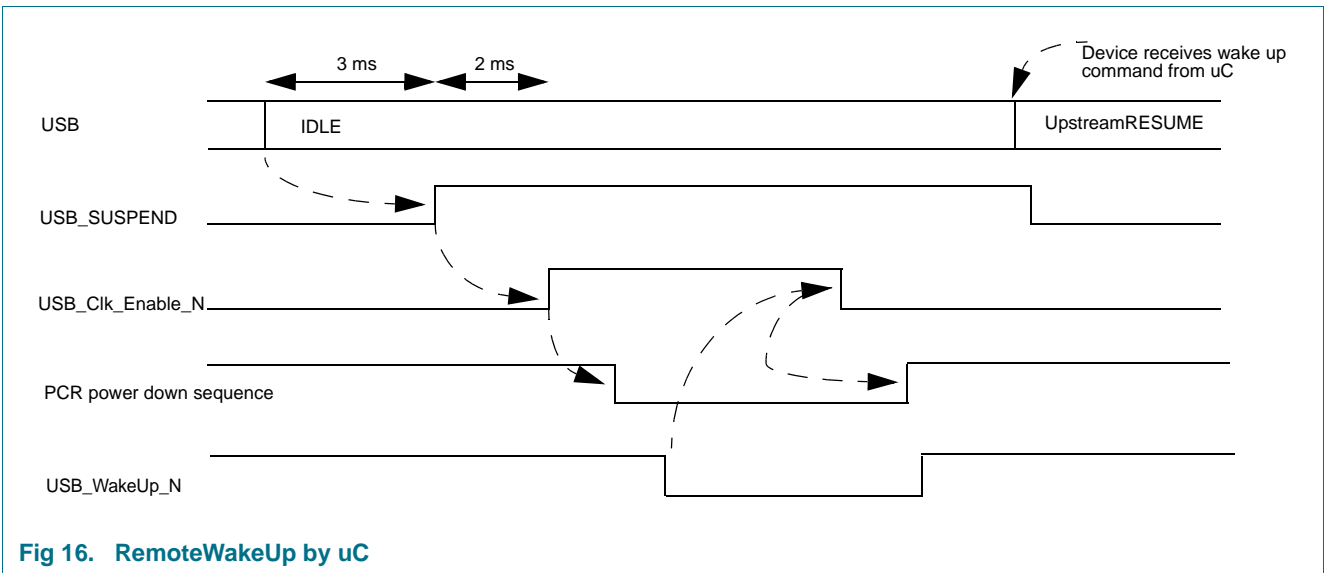 3 ms
2 ms
Device receives wake up
command from uC
USB
IDLE
UpstreamRESUME
USB_SUSPEND
USB_Clk_Enable_N
PCR power down sequence
USB_WakeUp_N
Fig 16. RemoteWakeUp by uC